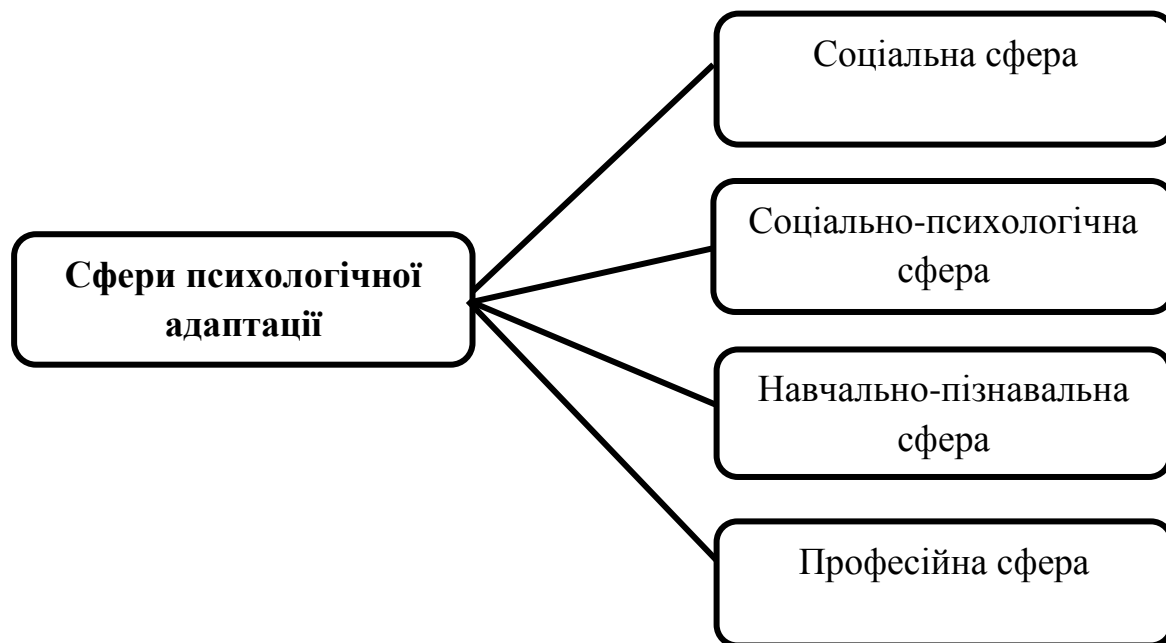 Сфери психологічної
адаптації
Соціальна сфера
Соціально-психологічна
сфера
Навчально-пізнавальна
сфера
Професійна сфера